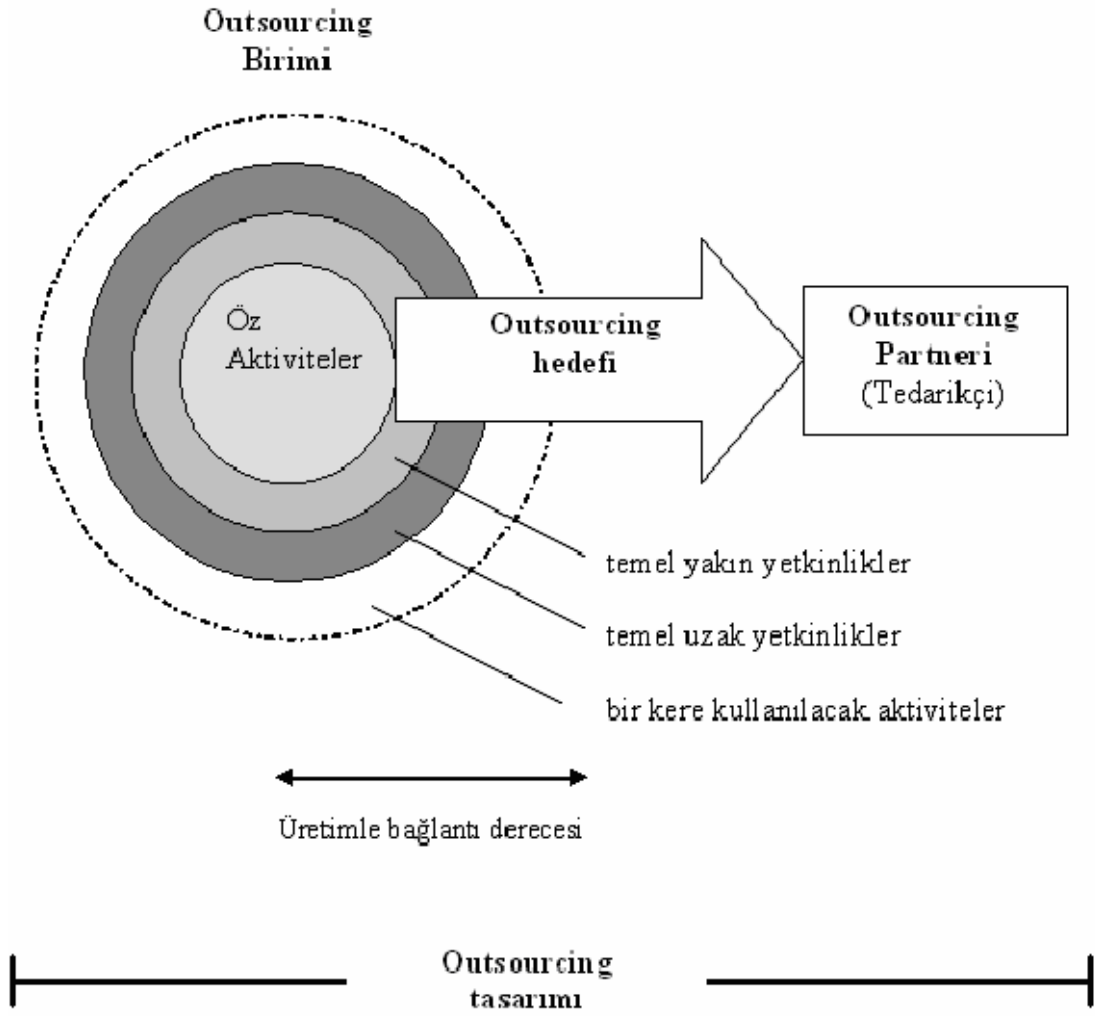 Outsourcing
Birimi
Öz
Aktiviteler
Outsourcing
hedefi
Outsourcing
Partneri
(Tedarikçi)
temel yakın yetkinlikler
temel uzak yetkinlikler
bir kere kullanılacak aktiviteler
Üretimle bağlantı derecesi
Outsourcing
tasarımı